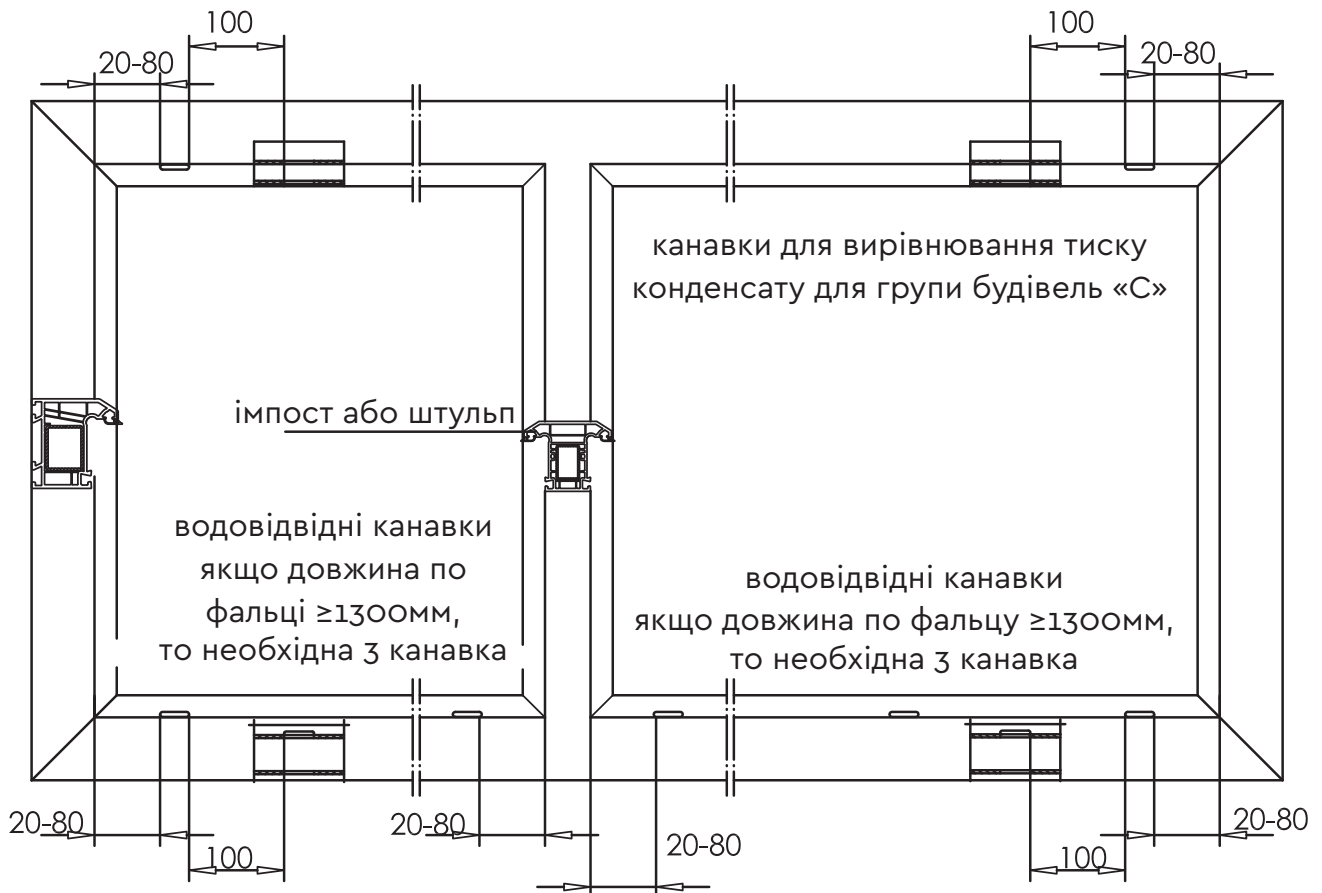 100
100
20-80
20-80
канавки для вирівнювання тиску
конденсату для групи будівель «С»
імпост або штульп
водовідвідні канавки
якщо довжина по
фальці ≥1300мм,
то необхідна 3 канавка
водовідвідні канавки
якщо довжина по фальцу ≥1300мм,
то необхідна 3 канавка
20-80
20-80
20-80
20-80
100
100